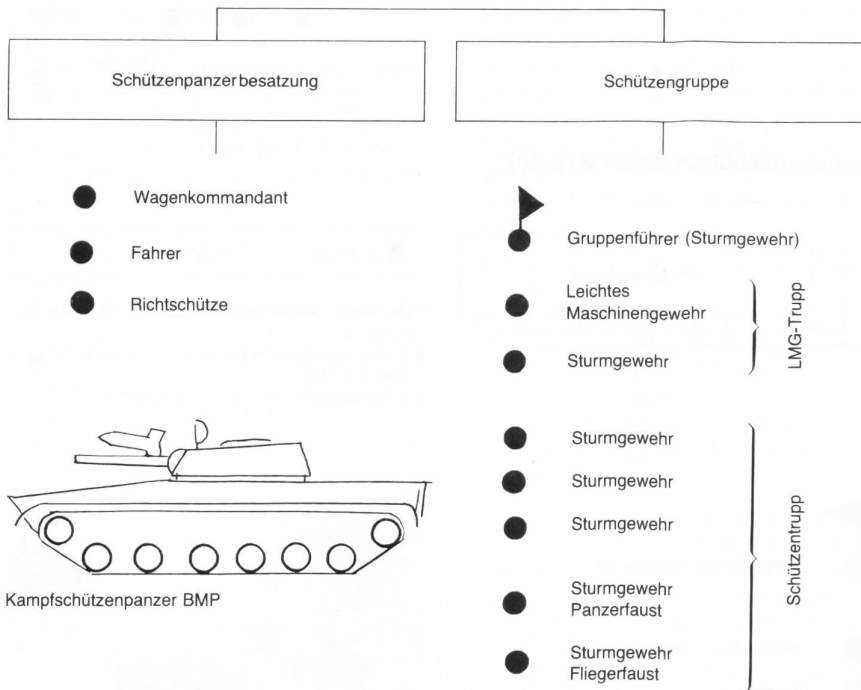 Schützenpanzerbesatzung
Schützengruppe
Wagenkommandant
Fahrer
Richtschütze
Kampfschützenpanzer BMP
Gruppenführer (Sturmgewehr)
Leichtes
Maschinengewehr
Sturmgewehr
LMG-Trupp
Sturmgewehr
Sturmgewehr
Sturmgewehr
Sturmgewehr
Panzerfaust
Sturmgewehr
Fliegerfaust
Schützentrupp